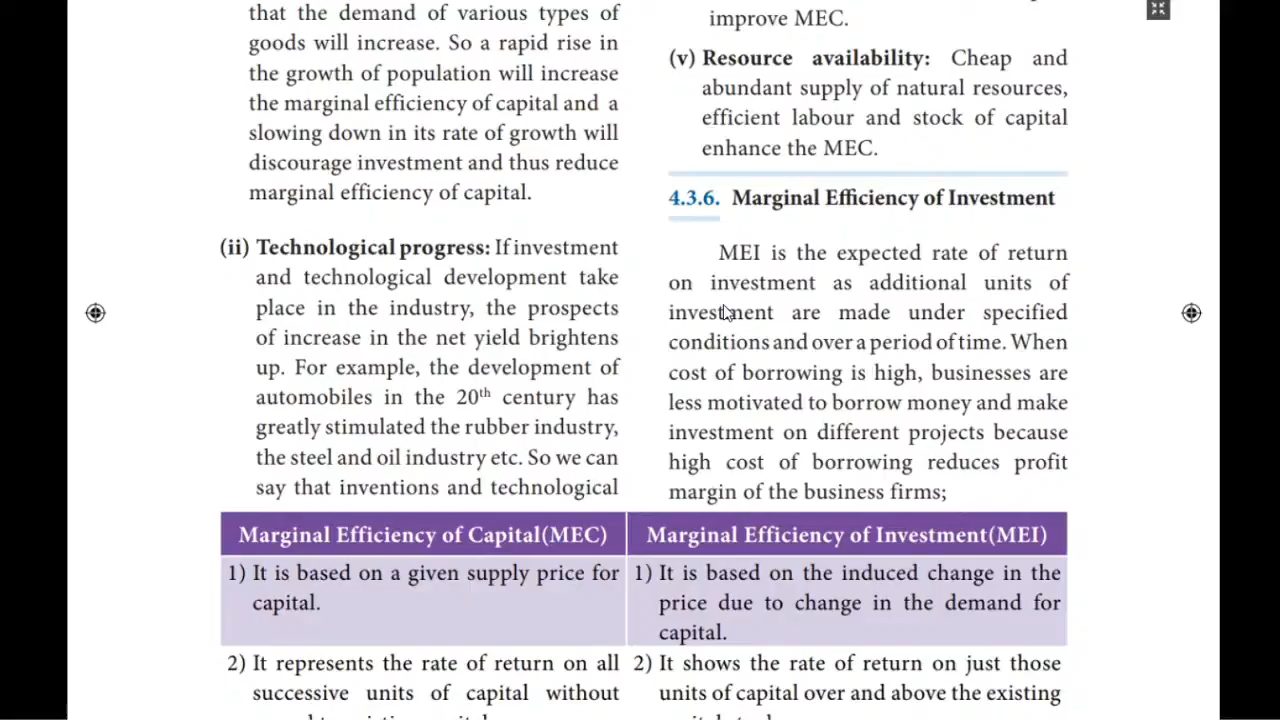 that the demand of various types of
goods will increase. So a rapid rise in
the growth of population will increase
the marginal efficiency of capital and a
slowing down in its rate of growth will
discourage investment and thus reduce
marginal efficiency of capital.
(ii) Technological progress: If investment
and technological development take
place in the industry, the prospects
of increase in the net yield brightens
up. For example, the development of
automobiles in the 20th century has
greatly stimulated the rubber industry,
the steel and oil industry etc. So we can
say that inventions and technological
improve MEC.
(v) Resource availability: Cheap and
abundant supply of natural resources,
efficient labour and stock of capital
enhance the MEC.
4.3.6. Marginal Efficiency of Investment
MEI is the expected rate of return
on investment as additional units of
investment are made under specified
conditions and over a period of time. When
cost of borrowing is high, businesses are
less motivated to borrow money and make
investment on different projects because
high cost of borrowing reduces profit
margin of the business firms;
Marginal Efficiency of Capital(MEC)
Marginal Efficiency of Investment(MEI)
1) It is based on a given supply price for
capital.
1) It is based on the induced change in the
price due to change in the demand for
capital.
2) It represents the rate of return on all
successive units of capital without
2) It shows the rate of return on just those
units of capital over and above the existing